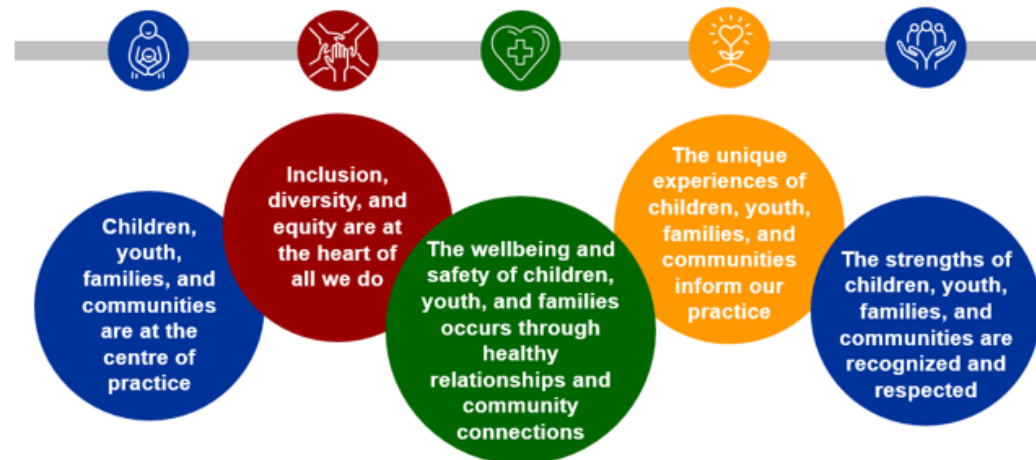 Children,
youth,
families, and
communities
are at the
centre of
practice
Inclusion,
diversity, and
equity are at
the heart of
all we do
The wellbeing and
safety of children,
youth, and families
occurs through
healthy
relationships and
community
connections
The unique
experiences of
children, youth,
families, and
communities
inform our
practice
The strengths of
children, youth,
families, and
communities are
recognized and
respected